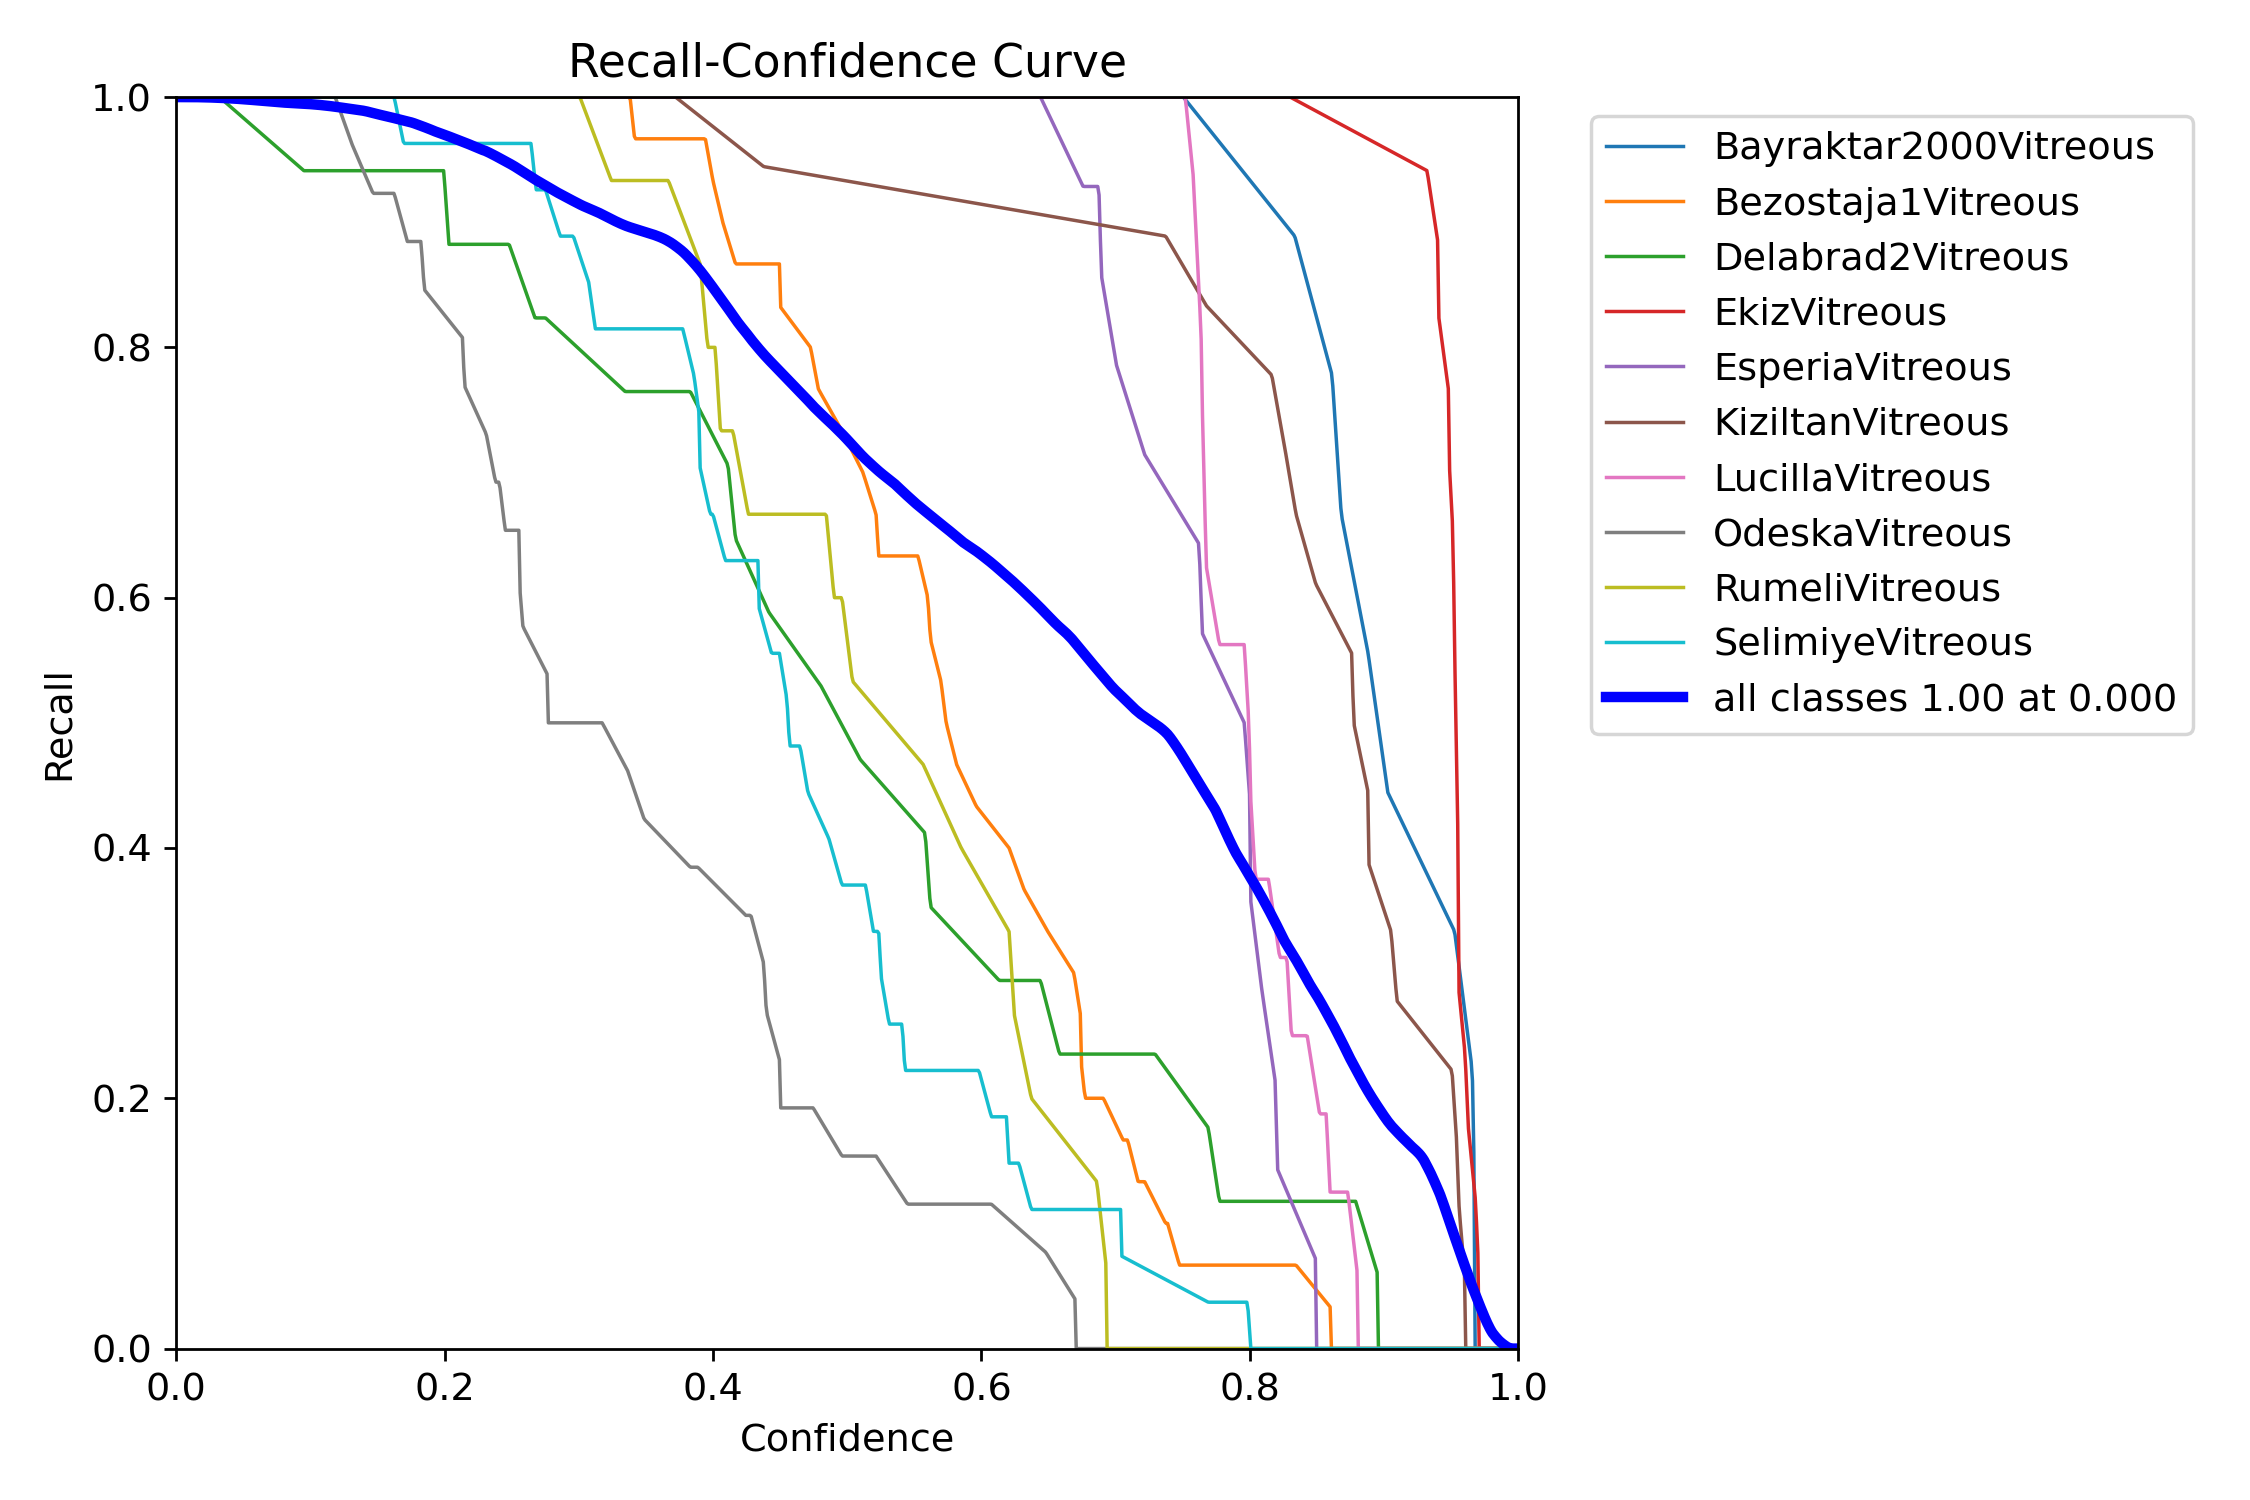 Recall-Confidence Curve
1.0
0.8
0.6
0.4
0.2
0.0
Recall
0.0 0.2 0.4 0.6 0.8 1.0
Confidence
Bayraktar2000Vitreous
Bezostaja1Vitreous
Delabrad2Vitreous
EkizVitreous
EsperiaVitreous
KiziltanVitreous
LucillaVitreous
OdeskaVitreous
RumeliVitreous
SelimiyeVitreous
all classes 1.00 at 0.000